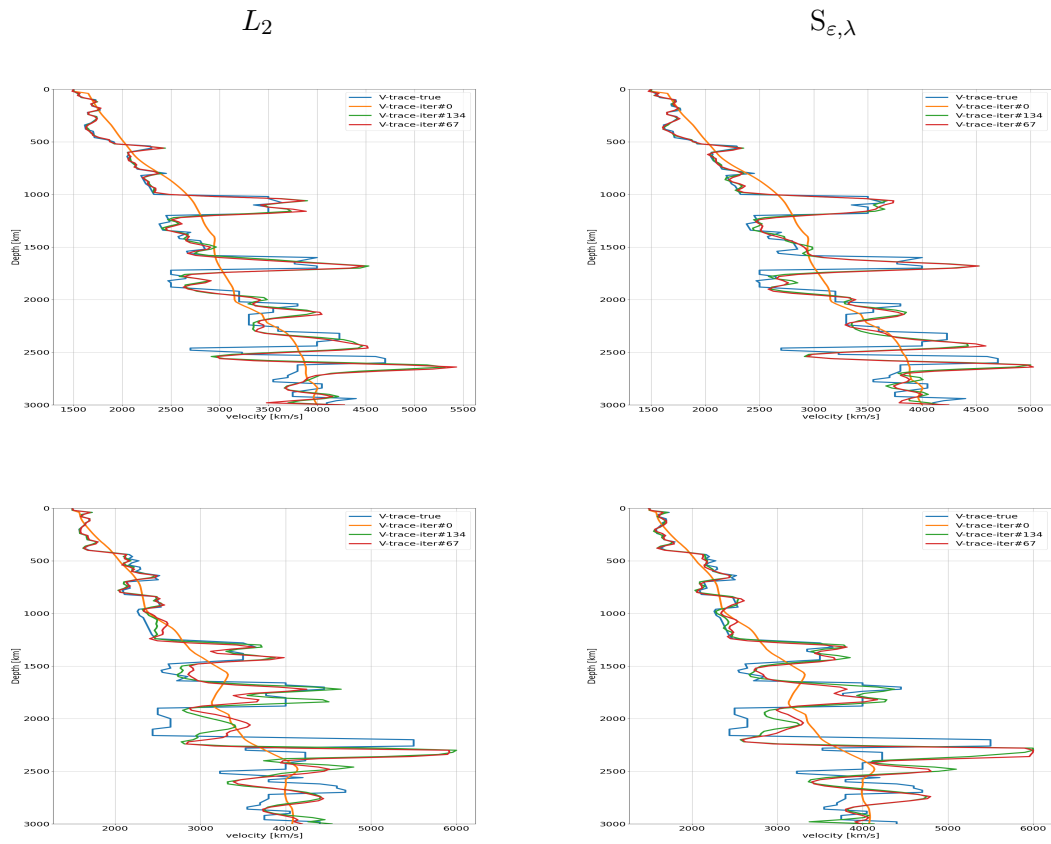 L₂ S_{ε,λ}
V-trace-true
V-trace-iter#0
V-trace-iter#134
V-trace-iter#67
0
500
1000
1500
2000
2500
3000
Depth [km]
1500 2000 2500 3000 3500 4000 4500 5000 5500
velocity [km/s]
V-trace-true
V-trace-iter#0
V-trace-iter#134
V-trace-iter#67
0
500
1000
1500
2000
2500
3000
Depth [km]
1500 2000 2500 3000 3500 4000 4500 5000
velocity [km/s]
V-trace-true
V-trace-iter#0
V-trace-iter#134
V-trace-iter#67
0
500
1000
1500
2000
2500
3000
Depth [km]
2000 3000 4000 5000 6000
velocity [km/s]
V-trace-true
V-trace-iter#0
V-trace-iter#134
V-trace-iter#67
0
500
1000
1500
2000
2500
3000
Depth [km]
2000 3000 4000 5000 6000
velocity [km/s]